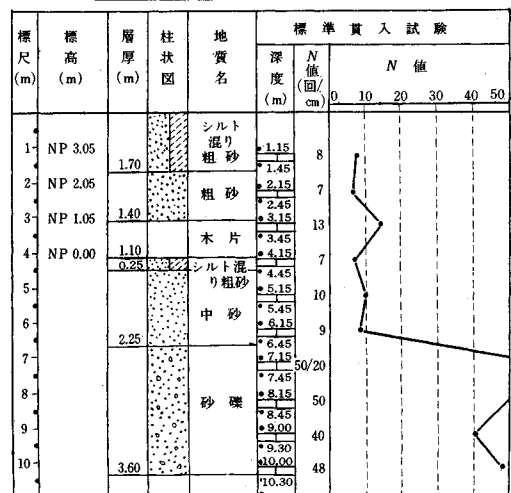 標尺(m) 標高(m) 層厚(m) 柱状図 地質名 標準貫入試験
深度(m) N値(回/cm) N 値
0 10 20 30 40 50
シルト
混り
1 NP 3.05 粗砂 1.15 8
1.70 1.45
2 NP 2.05 粗砂 2.15 7
2.45
3 NP 1.05 1.40 3.15 13
木片 3.45
4 NP 0.00 1.10 4.15 7
0.25 シルト混
り粗砂 4.45
5 5.15 10
中砂 5.45
6 6.15 9
2.25 6.45
7 7.15 50/20
7.45
8 砂礫 8.15 50
8.45
9 9.00 40
9.30
10 10.00 48
3.60 10.30